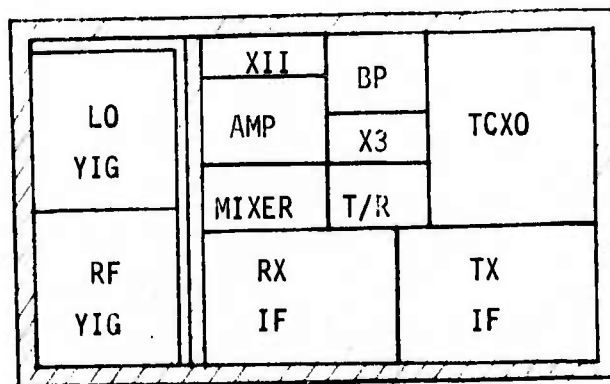 XII
BP
LO
YIG
AMP
X3
TCXO
MIXER
T/R
RF
YIG
RX
IF
TX
IF